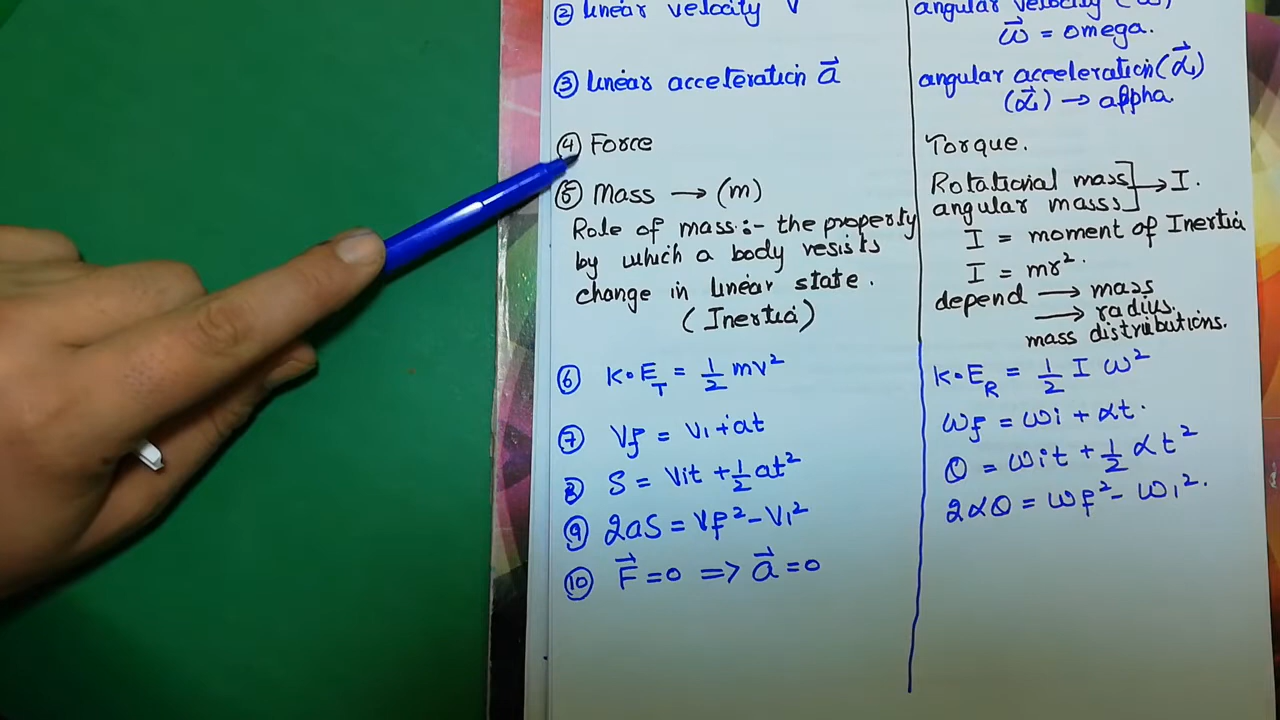 ② linear velocity V
③ linear acceleration a⃗
④ Force
⑤ Mass → (m)
Role of mass:- the property
by which a body resists
change in linear state.
(Inertia)
⑥ K.E_T = 1/2 mv²
⑦ Vf = Vi + at
⑧ S = Vit + 1/2 at²
⑨ 2aS = Vf² - Vi²
⑩ F⃗ = 0 => a⃗ = 0
angular velocity (ω)
ω⃗ = omega.
angular acceleration (α⃗)
(α⃗) → appha
Torque.
Rotational mass] → I.
angular masss]
I = moment of Inertia
I = mr².
depend → mass
→ radius.
mass distributions.
K.E_R = 1/2 I ω²
ωf = ωi + αt.
θ = ωit + 1/2 αt²
2αθ = ωf² - ωi².